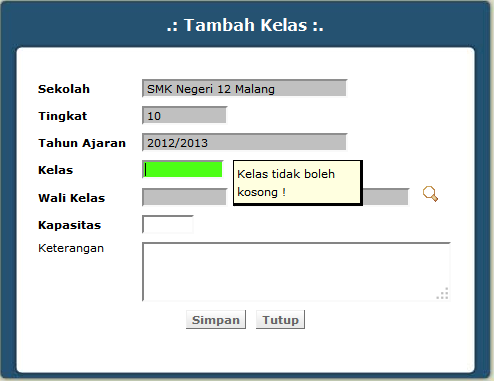 .: Tambah Kelas :.
Sekolah SMK Negeri 12 Malang
Tingkat 10
Tahun Ajaran 2012/2013
Kelas
Kelas tidak boleh
kosong !
Wali Kelas
Kapasitas
Keterangan
Simpan Tutup